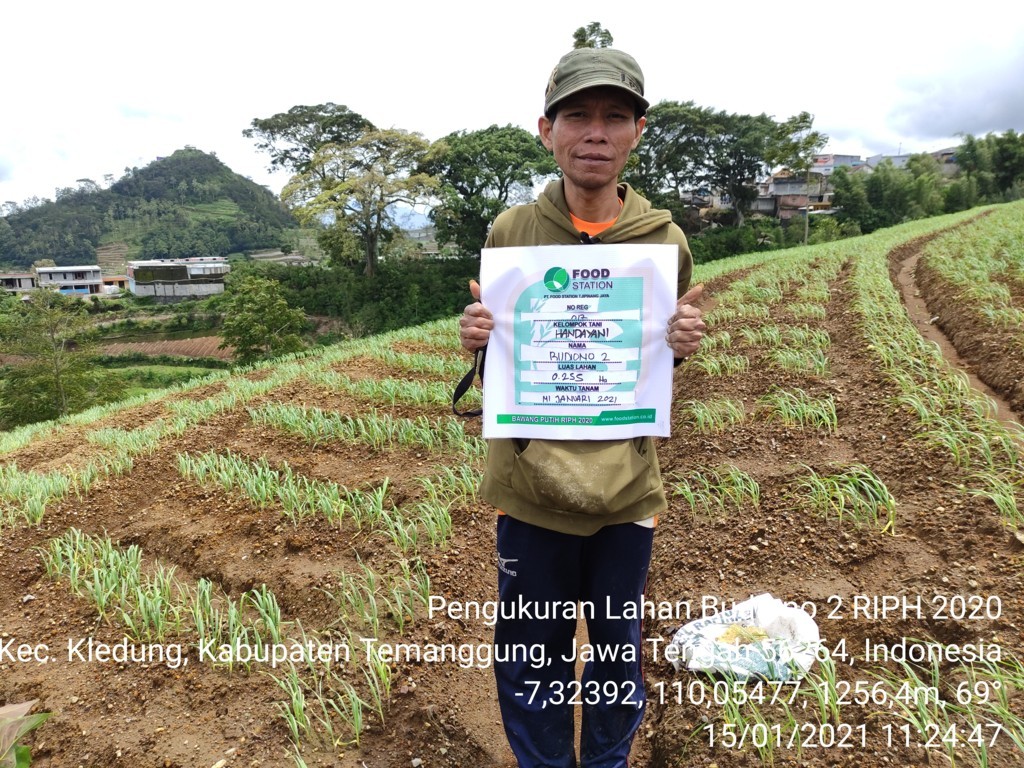 FOOD
STATION
PT. FOOD STATION TJIPINANG JAYA
NO REG
KELOMPOK TANI
HANDAYANI
NAMA
BUDIONO 2
LUAS LAHAN
0.255 Ha
WAKTU TANAM
M1 JANUARI 2021
BAWANG PUTIH RIPH 2020
www.foodstation.co.id
Pengukuran Lahan Budiono 2 RIPH 2020
Kec. Kledung, Kabupaten Temanggung, Jawa Tengah 56264, Indonesia
-7,32392, 110,05477, 1256,4m, 69°
15/01/2021 11:24:47